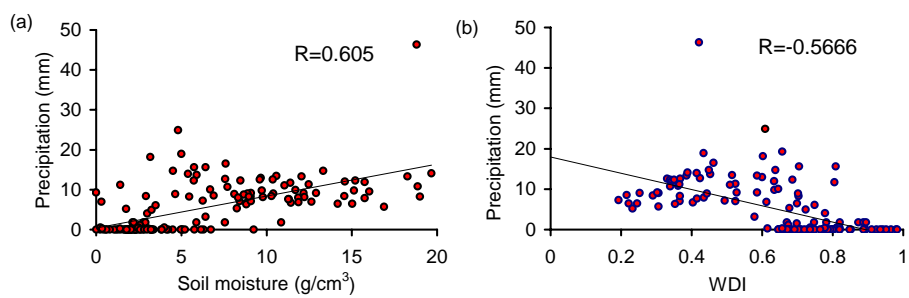 (a)
Precipitation (mm)
50
40
30
20
10
0
R=0.605
0 5 10 15 20
Soil moisture (g/cm³)
(b)
Precipitation (mm)
50
40
30
20
10
0
R=-0.5666
0 0.2 0.4 0.6 0.8 1
WDI